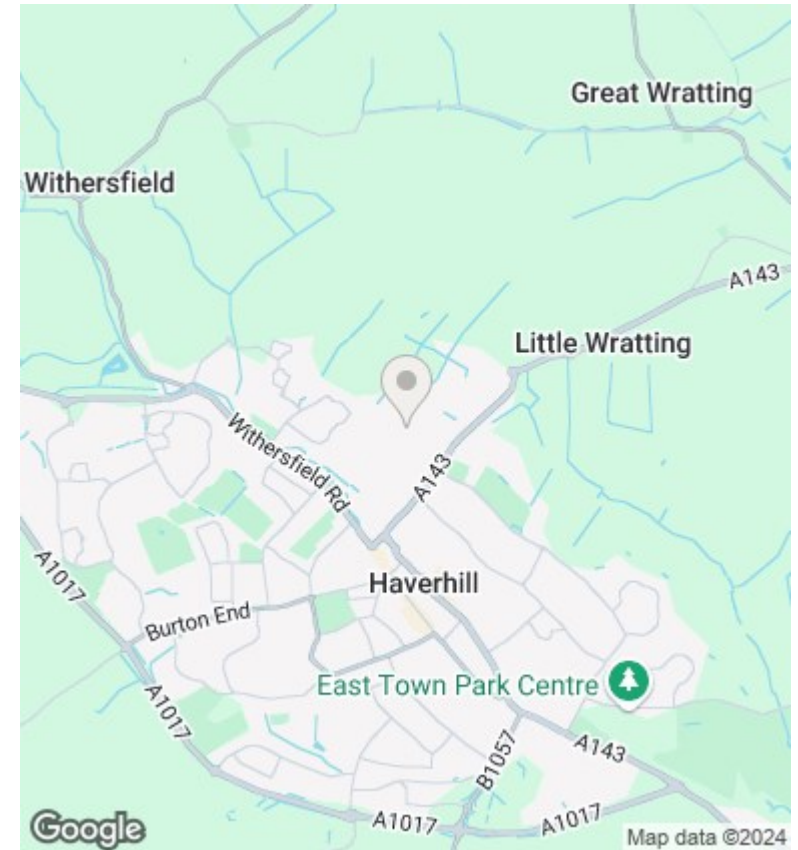 Great Wratting
Withersfield
A143
Little Wratting
Withersfield Rd
A143
A1017
Haverhill
Burton End
East Town Park Centre
A1017
A143
B1057
A1017
A1017
Google
Map data ©2024